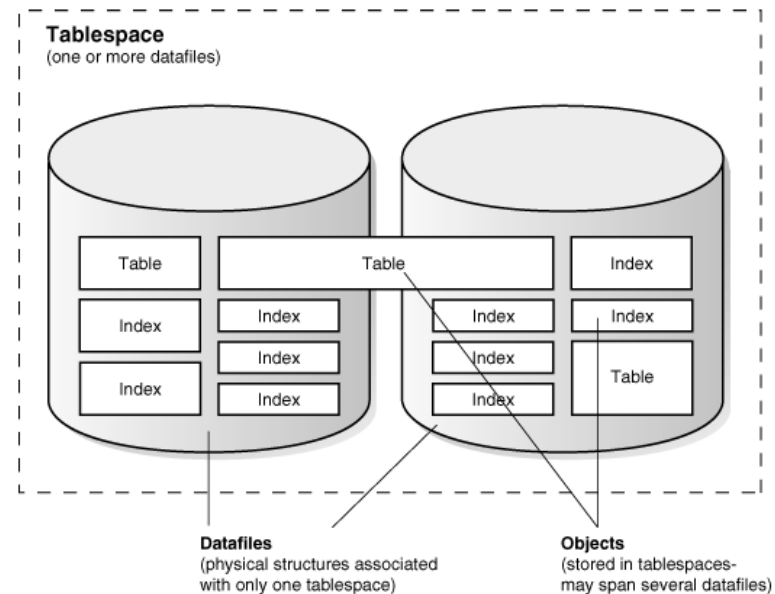 Tablespace
(one or more datafiles)
Table
Table
Index
Index
Index
Index
Index
Index
Index
Index
Table
Index
Index
Index
Datafiles
(physical structures associated
with only one tablespace)
Objects
(stored in tablespaces-
may span several datafiles)